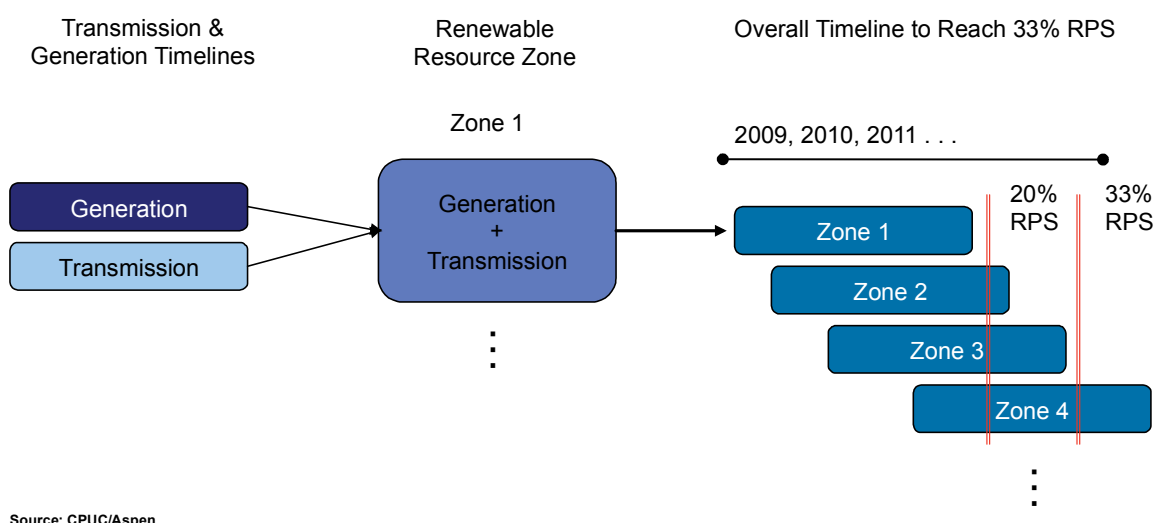 Transmission &
Generation Timelines
Renewable
Resource Zone
Overall Timeline to Reach 33% RPS
Zone 1
2009, 2010, 2011 . . .
Generation
Transmission
Generation
+
Transmission
20%
RPS
33%
RPS
Zone 1
Zone 2
Zone 3
Zone 4
Source: CPUC/Aspen